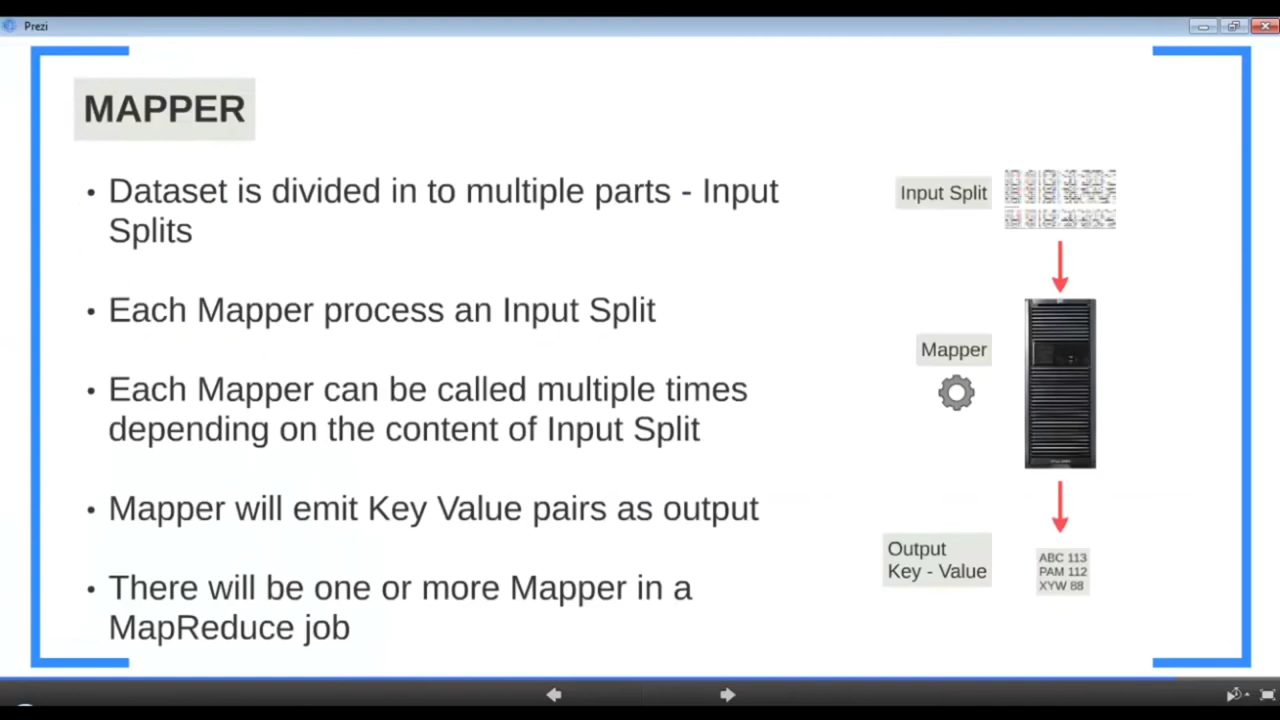 Prezi
MAPPER
• Dataset is divided in to multiple parts - Input
Splits
• Each Mapper process an Input Split
• Each Mapper can be called multiple times
depending on the content of Input Split
• Mapper will emit Key Value pairs as output
• There will be one or more Mapper in a
MapReduce job
Input Split
Mapper
Output
Key - Value
ABC 113
PAM 112
XYW 88